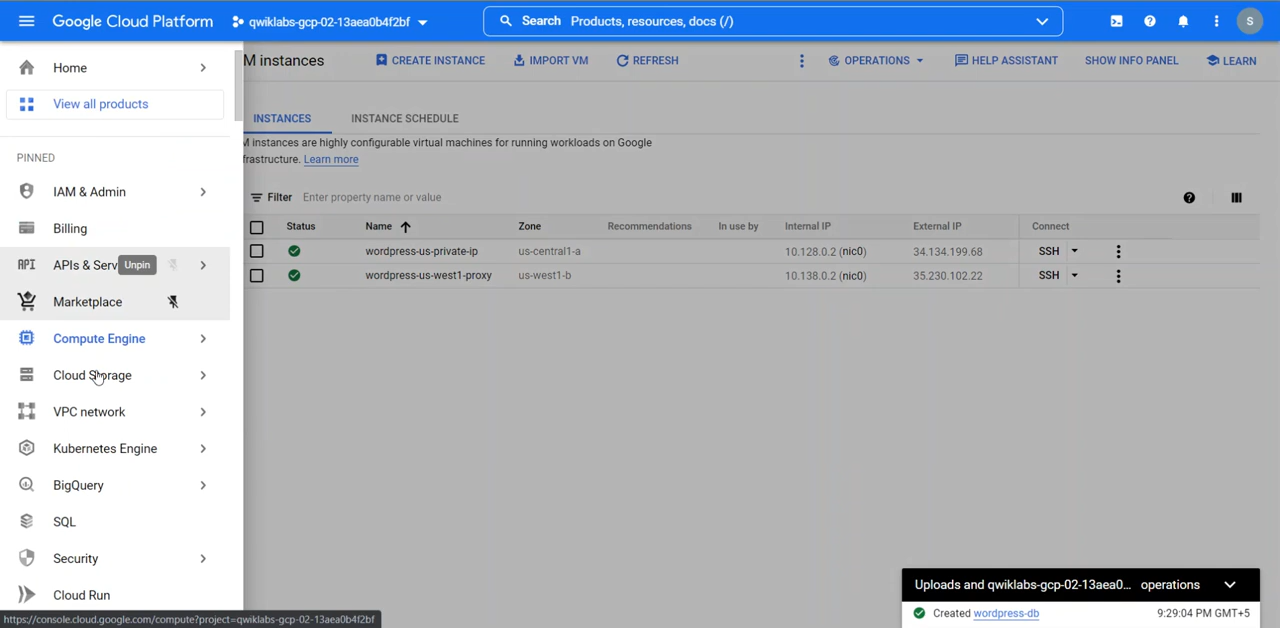 Google Cloud Platform
qwiklabs-gcp-02-13aea0b4f2bf
Search Products, resources, docs (/)
S
Home
View all products
PINNED
IAM & Admin
Billing
API APIs & Serv
Unpin
Marketplace
Compute Engine
Cloud Storage
VPC network
Kubernetes Engine
BigQuery
SQL
Security
Cloud Run
M instances
CREATE INSTANCE
IMPORT VM
REFRESH
OPERATIONS
HELP ASSISTANT
SHOW INFO PANEL
LEARN
INSTANCES
INSTANCE SCHEDULE
M instances are highly configurable virtual machines for running workloads on Google
frastructure. Learn more
Filter Enter property name or value
Status Name Zone Recommendations In use by Internal IP External IP Connect
wordpress-us-private-ip us-central1-a 10.128.0.2 (nic0) 34.134.199.68 SSH
wordpress-us-west1-proxy us-west1-b 10.138.0.2 (nic0) 35.230.102.22 SSH
Uploads and qwiklabs-gcp-02-13aea0... operations
Created wordpress-db 9:29:04 PM GMT+5
https://console.cloud.google.com/compute?project=qwiklabs-gcp-02-13aea0b4f2bf